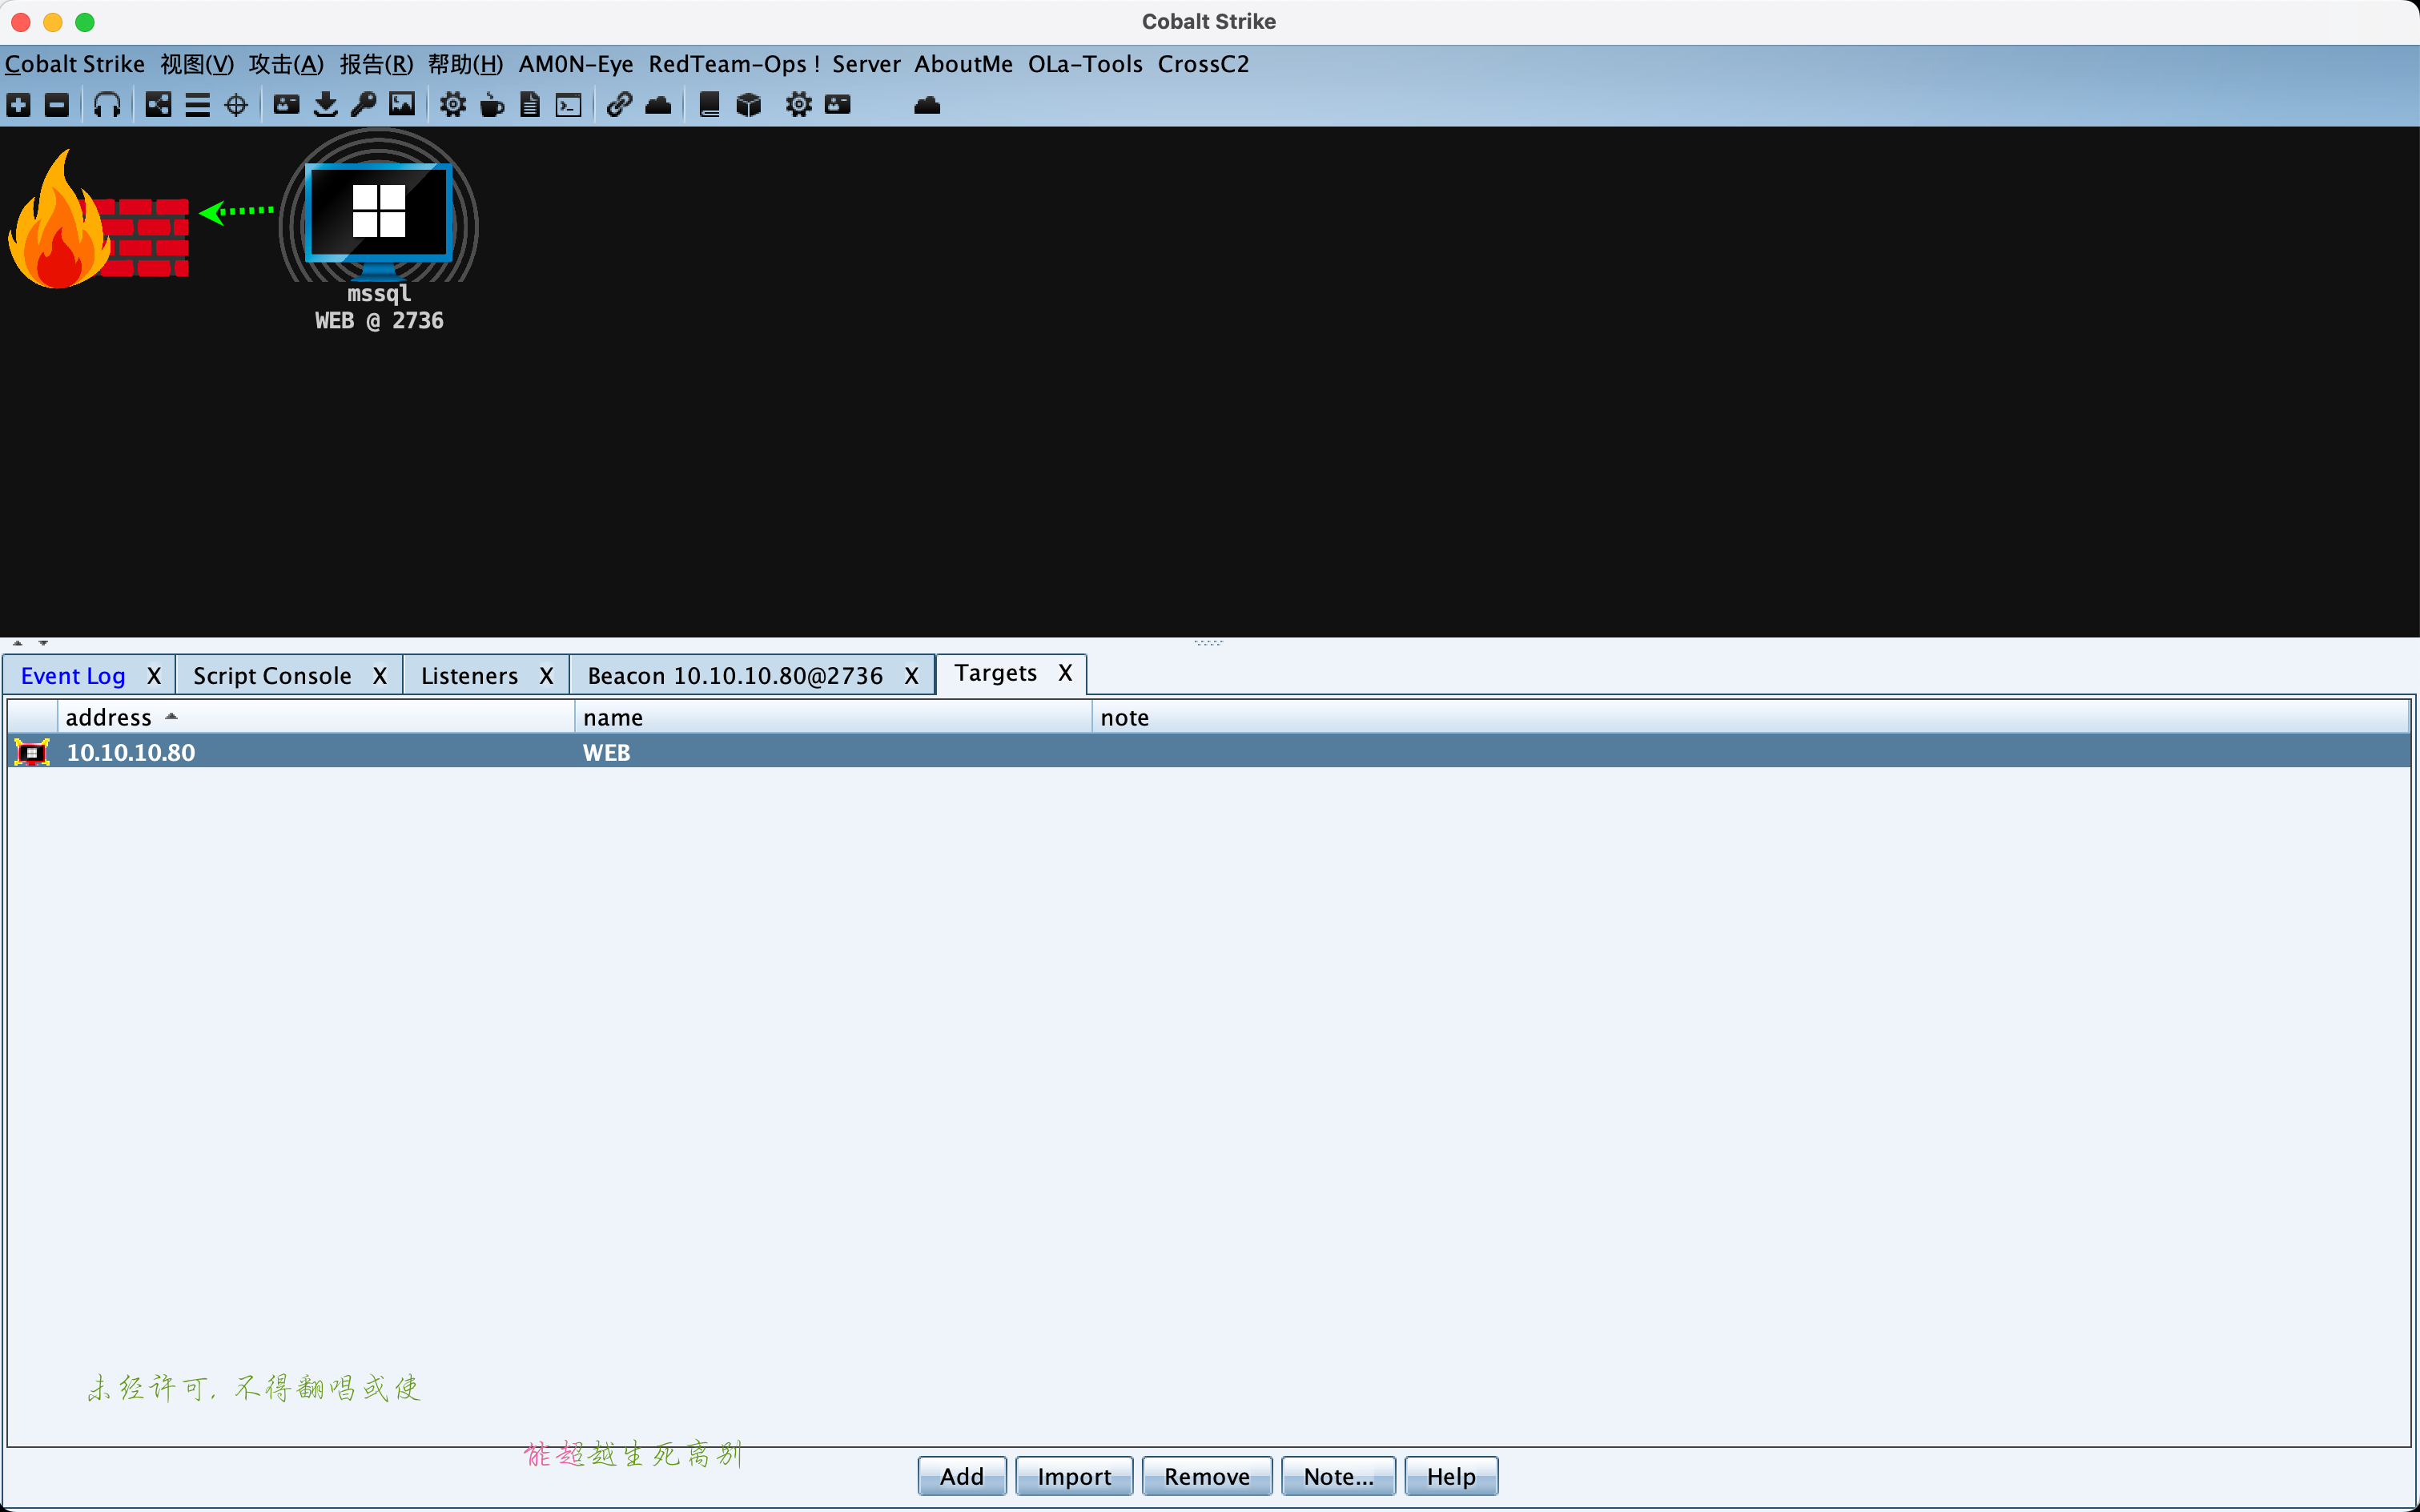 Cobalt Strike
Cobalt Strike 视图(V) 攻击(A) 报告(R) 帮助(H) AM0N-Eye RedTeam-Ops ! Server AboutMe OLa-Tools CrossC2
mssql
WEB @ 2736
Event Log X Script Console X Listeners X Beacon 10.10.10.80@2736 X Targets X
address name note
10.10.10.80 WEB
未经许可, 不得翻唱或使
能超越生死离别
Add Import Remove Note... Help